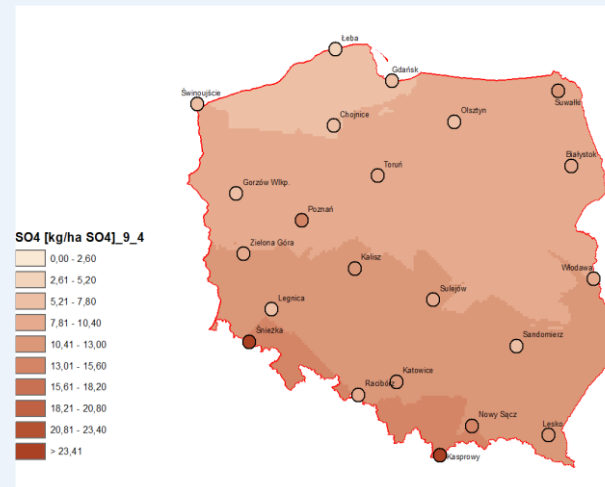 Łeba
Gdańsk
Świnoujście
Suwałki
Chojnice
Olsztyn
Białystok
Toruń
Gorzów Wlkp.
Poznań
SO4 [kg/ha SO4]_9_4
0,00 - 2,60
2,61 - 5,20
5,21 - 7,80
7,81 - 10,40
10,41 - 13,00
13,01 - 15,60
15,61 - 18,20
18,21 - 20,80
20,81 - 23,40
> 23,41
Zielona Góra
Kalisz
Włodawa
Sulejów
Legnica
Śnieżka
Sandomierz
Katowice
Racibórz
Nowy Sącz
Lesko
Kasprowy